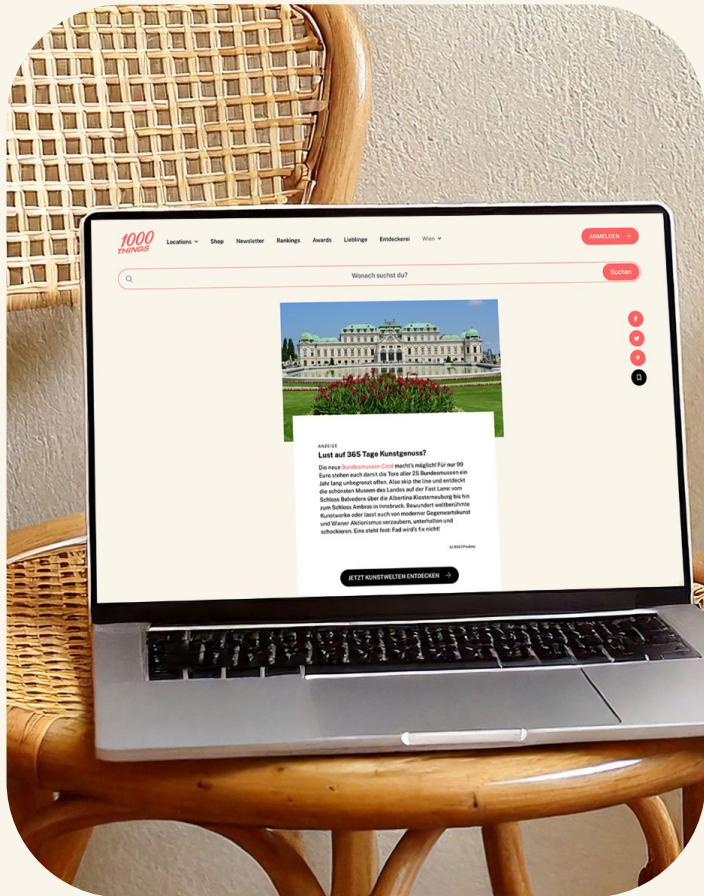 1000
THINGS
Locations
Shop
Newsletter
Rankings
Awards
Lieblinge
Entdeckerei
Wien
ANMELDEN
Wonach suchst du?
Suchen
ANZEIGE
Lust auf 365 Tage Kunstgenuss?
Die neue Bundesmuseen-Card macht's möglich! Für nur 99
Euro stehen euch damit die Tore aller 25 Bundesmuseen ein
Jahr lang unbegrenzt offen. Also skip the line und entdeckt
die schönsten Museen des Landes auf der Fast Lane: vom
Schloss Belvedere über die Albertina Klosterneuburg bis hin
zum Schloss Ambras in Innsbruck. Bewundert weltberühmte
Kunstwerke oder lasst euch von moderner Gegenwartskunst
und Wiener Aktionismus verzaubern, unterhalten und
schockieren. Eins steht fest: Fad wird's fix nicht!
JETZT KUNSTWELTEN ENTDECKEN